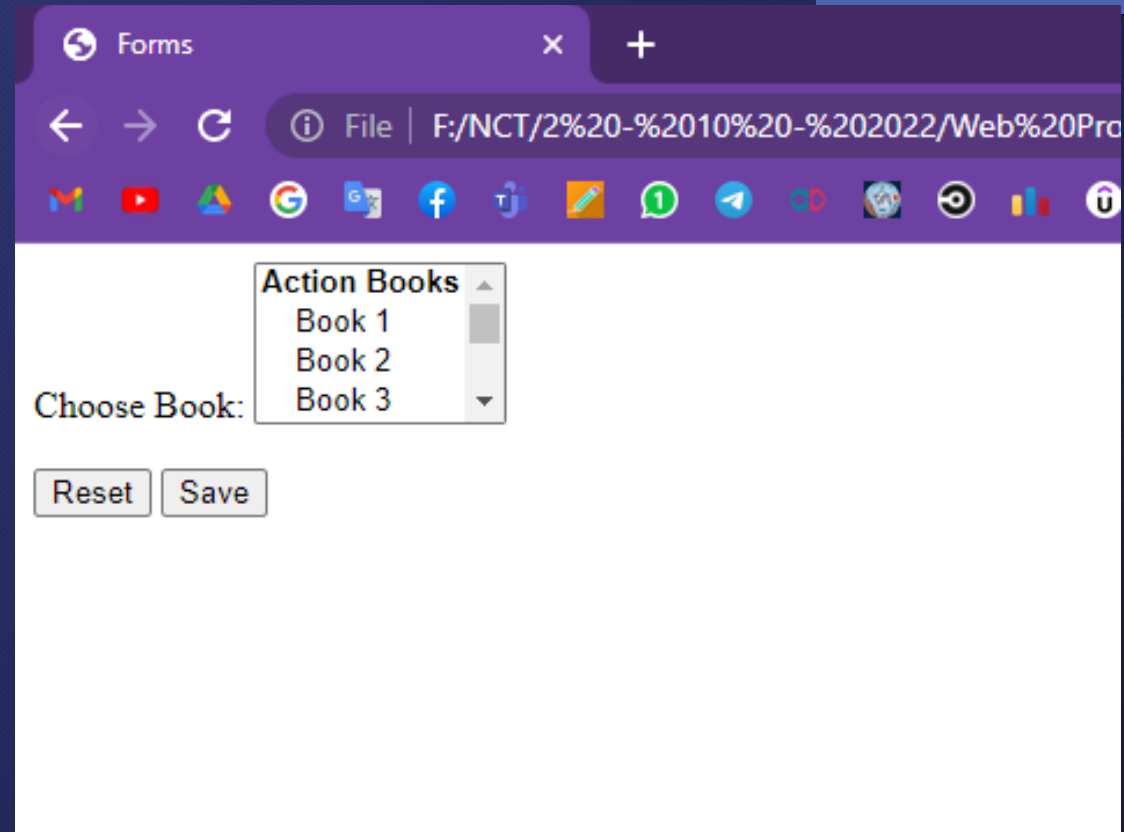 Forms
File F:/NCT/2%20-%2010%20-%202022/Web%20Pro
Action Books
Book 1
Book 2
Book 3
Choose Book:
Reset Save